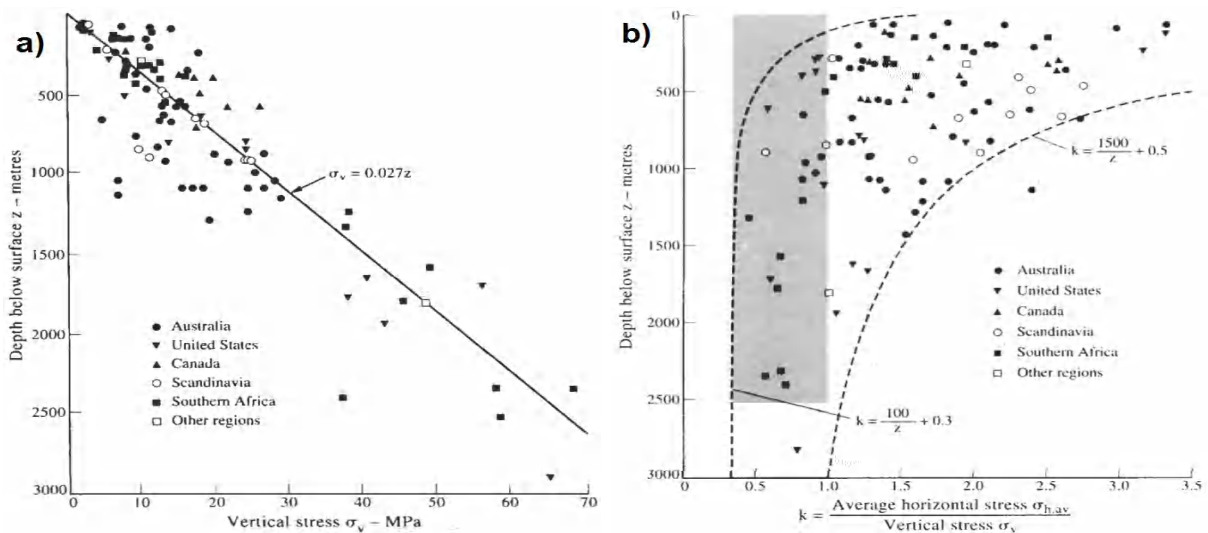 a)
Depth below surface z – metres
0
500
1000
1500
2000
2500
3000
σv = 0.027z
Australia
United States
Canada
Scandinavia
Southern Africa
Other regions
0 10 20 30 40 50 60 70
Vertical stress σv – MPa
b)
Depth below surface z – metres
0
500
1000
1500
2000
2500
3000
k = 1500/z + 0.5
Australia
United States
Canada
Scandinavia
Southern Africa
Other regions
k = 100/z + 0.3
0 0.5 1.0 1.0 1.5 2.0 2.5 3.0 3.5
k = Average horizontal stress σh.av
Vertical stress σv